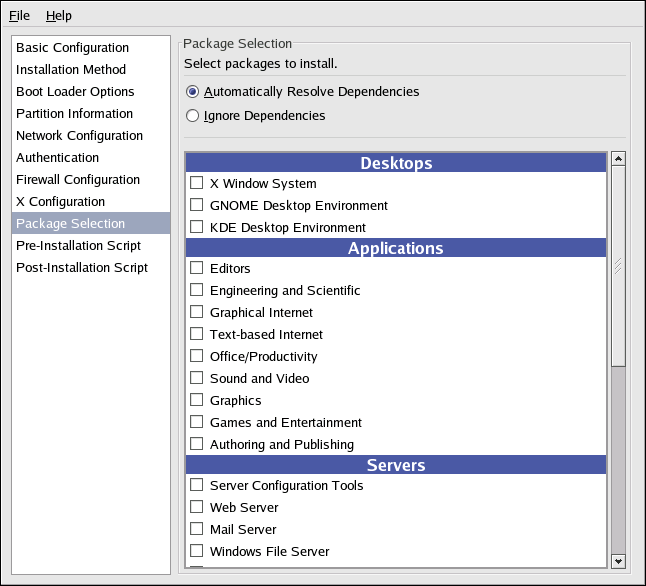 File Help
Basic Configuration
Installation Method
Boot Loader Options
Partition Information
Network Configuration
Authentication
Firewall Configuration
X Configuration
Package Selection
Pre-Installation Script
Post-Installation Script
Package Selection
Select packages to install.
Automatically Resolve Dependencies
Ignore Dependencies
Desktops
X Window System
GNOME Desktop Environment
KDE Desktop Environment
Applications
Editors
Engineering and Scientific
Graphical Internet
Text-based Internet
Office/Productivity
Sound and Video
Graphics
Games and Entertainment
Authoring and Publishing
Servers
Server Configuration Tools
Web Server
Mail Server
Windows File Server